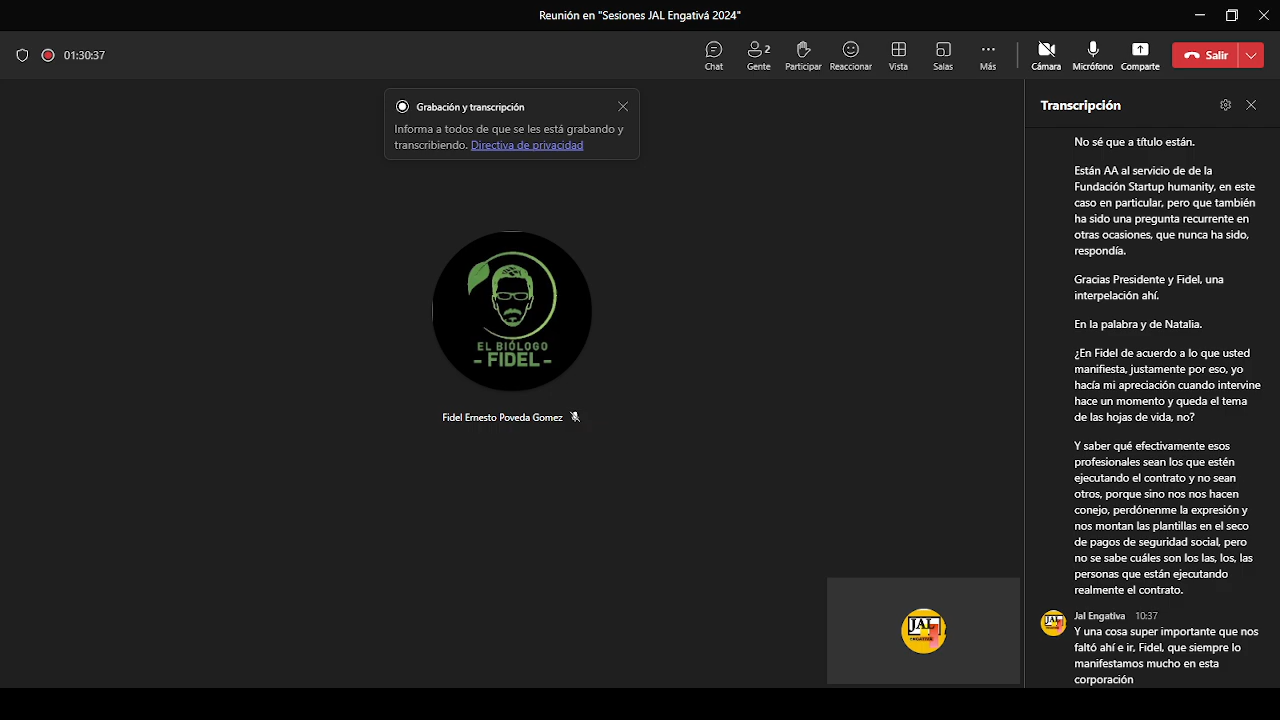 Reunión en "Sesiones JAL Engativá 2024"
01:30:37
Chat
Gente
2
Participar
Reaccionar
Vista
Salas
Más
Cámara
Micrófono
Comparte
Salir
Grabación y transcripción
Informa a todos de que se les está grabando y
transcribiendo. Directiva de privacidad
EL BIÓLOGO
- FIDEL -
Fidel Ernesto Poveda Gomez
JAL
ENGATIVÁ
Transcripción
No sé que a título están.
Están AA al servicio de de la
Fundación Startup humanity, en este
caso en particular, pero que también
ha sido una pregunta recurrente en
otras ocasiones, que nunca ha sido,
respondía.
Gracias Presidente y Fidel, una
interpelación ahí.
En la palabra y de Natalia.
¿En Fidel de acuerdo a lo que usted
manifiesta, justamente por eso, yo
hacía mi apreciación cuando intervine
hace un momento y queda el tema
de las hojas de vida, no?
Y saber qué efectivamente esos
profesionales sean los que estén
ejecutando el contrato y no sean
otros, porque sino nos nos hacen
conejo, perdónenme la expresión y
nos montan las plantillas en el seco
de pagos de seguridad social, pero
no se sabe cuáles son los las, los, las
personas que están ejecutando
realmente el contrato.
JAL
Jal Engativa 10:37
Y una cosa super importante que nos
faltó ahí e ir, Fidel, que siempre lo
manifestamos mucho en esta
corporación